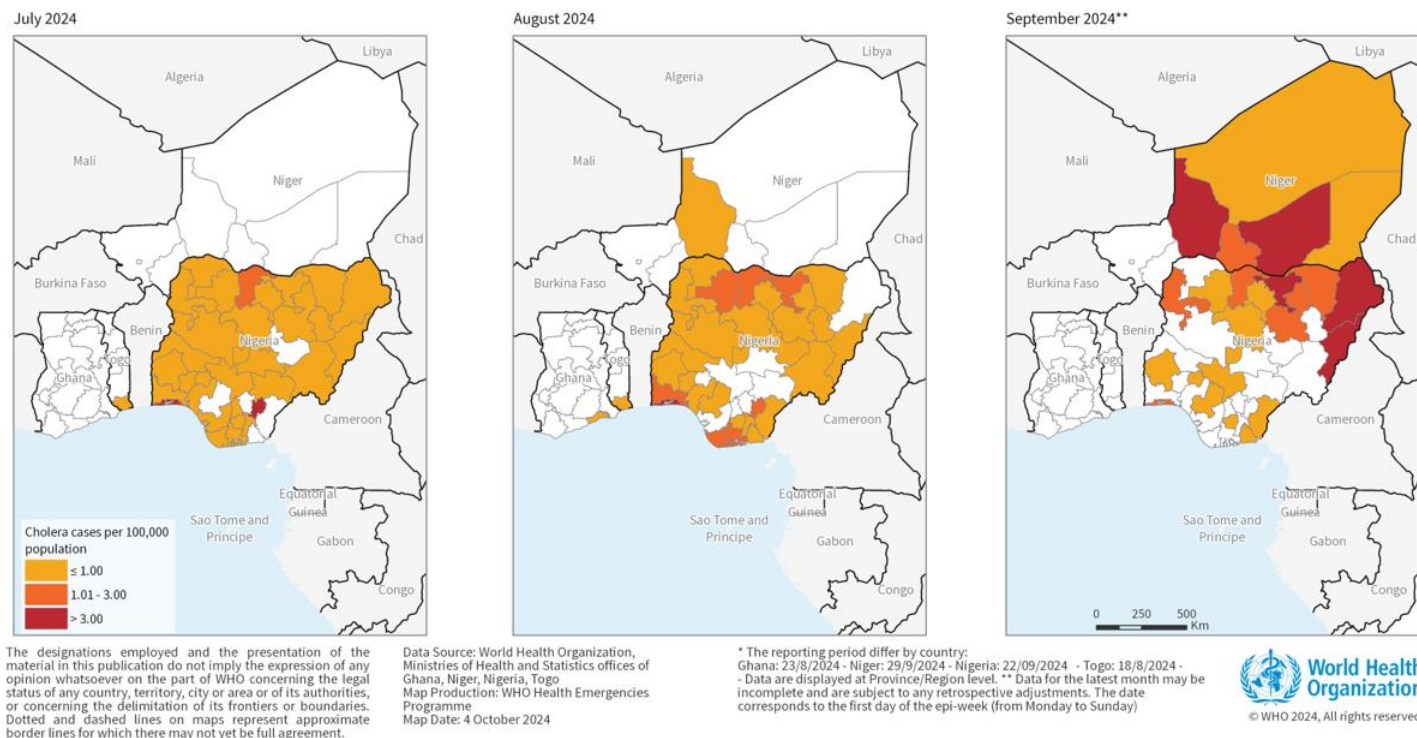 July 2024
Libya
Algeria
Mali
Niger
Chad
Burkina Faso
Benin
Nigeria
Togo
Ghana
Cameroon
Equatorial
Guinea
Sao Tome and
Principe
Gabon
Congo
Cholera cases per 100,000
population
≤ 1.00
1.01 - 3.00
> 3.00
August 2024
Libya
Algeria
Mali
Niger
Chad
Burkina Faso
Benin
Nigeria
Togo
Ghana
Cameroon
Equatorial
Guinea
Sao Tome and
Principe
Gabon
Congo
September 2024**
Libya
Algeria
Mali
Niger
Chad
Burkina Faso
Benin
Nigeria
Togo
Ghana
Cameroon
Equatorial
Guinea
Sao Tome and
Principe
Gabon
Congo
0 250 500
Km
The designations employed and the presentation of the
material in this publication do not imply the expression of any
opinion whatsoever on the part of WHO concerning the legal
status of any country, territory, city or area or of its authorities,
or concerning the delimitation of its frontiers or boundaries.
Dotted and dashed lines on maps represent approximate
border lines for which there may not yet be full agreement.
Data Source: World Health Organization,
Ministries of Health and Statistics offices of
Ghana, Niger, Nigeria, Togo
Map Production: WHO Health Emergencies
Programme
Map Date: 4 October 2024
* The reporting period differ by country:
Ghana: 23/8/2024 - Niger: 29/9/2024 - Nigeria: 22/09/2024 - Togo: 18/8/2024 -
- Data are displayed at Province/Region level. ** Data for the latest month may be
incomplete and are subject to any retrospective adjustments. The date
corresponds to the first day of the epi-week (from Monday to Sunday)
World Health
Organization
© WHO 2024, All rights reserved